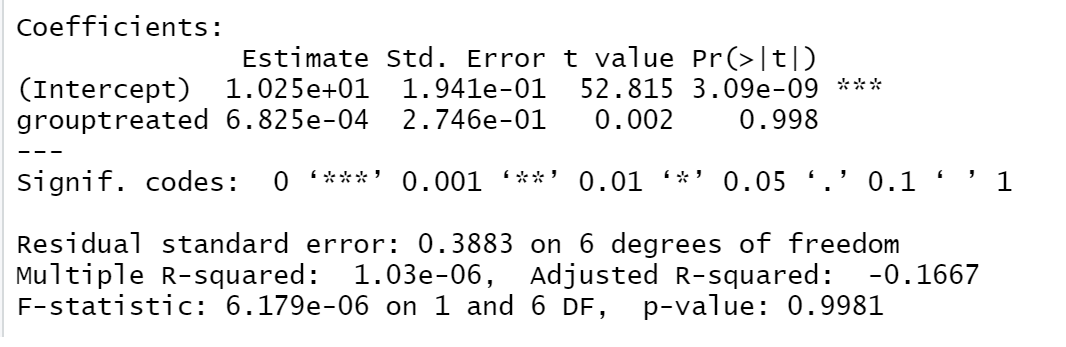 Coefficients:
Estimate Std. Error t value Pr(>|t|)
(Intercept) 1.025e+01 1.941e-01 52.815 3.09e-09 ***
grouptreated 6.825e-04 2.746e-01 0.002 0.998
---
Signif. codes: 0 ‘***’ 0.001 ‘**’ 0.01 ‘*’ 0.05 ‘.’ 0.1 ‘ ’ 1
Residual standard error: 0.3883 on 6 degrees of freedom
Multiple R-squared: 1.03e-06, Adjusted R-squared: -0.1667
F-statistic: 6.179e-06 on 1 and 6 DF, p-value: 0.9981